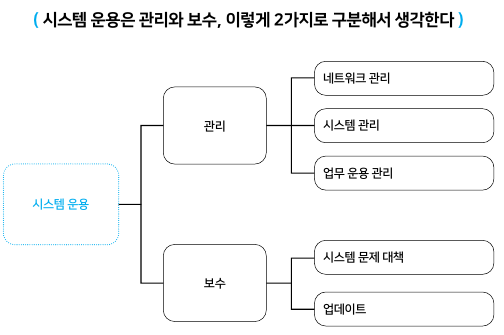 ( 시스템 운용은 관리와 보수, 이렇게 2가지로 구분해서 생각한다 )
시스템 운용
관리
네트워크 관리
시스템 관리
업무 운용 관리
보수
시스템 문제 대책
업데이트